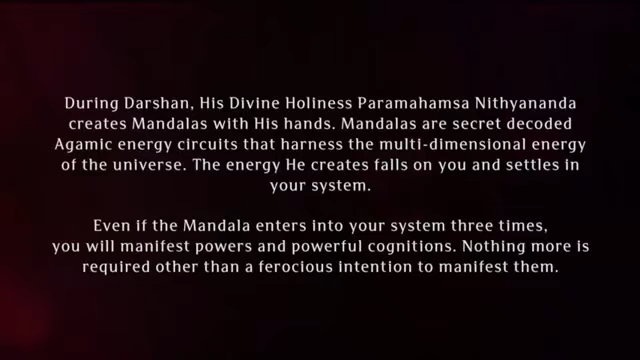 During Darshan, His Divine Holiness Paramahamsa Nithyananda
creates Mandalas with His hands. Mandalas are secret decoded
Agamic energy circuits that harness the multi-dimensional energy
of the universe. The energy He creates falls on you and settles in
your system.
Even if the Mandala enters into your system three times,
you will manifest powers and powerful cognitions. Nothing more is
required other than a ferocious intention to manifest them.